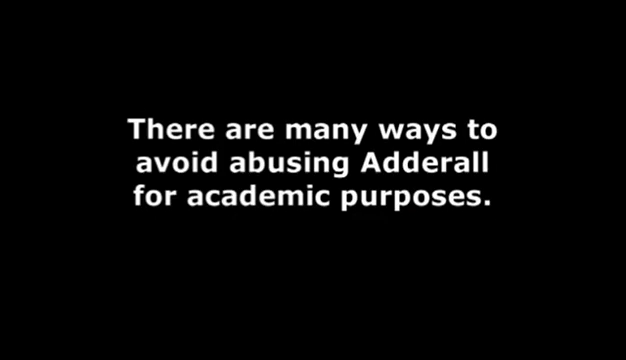 There are many ways to
avoid abusing Adderall
for academic purposes.